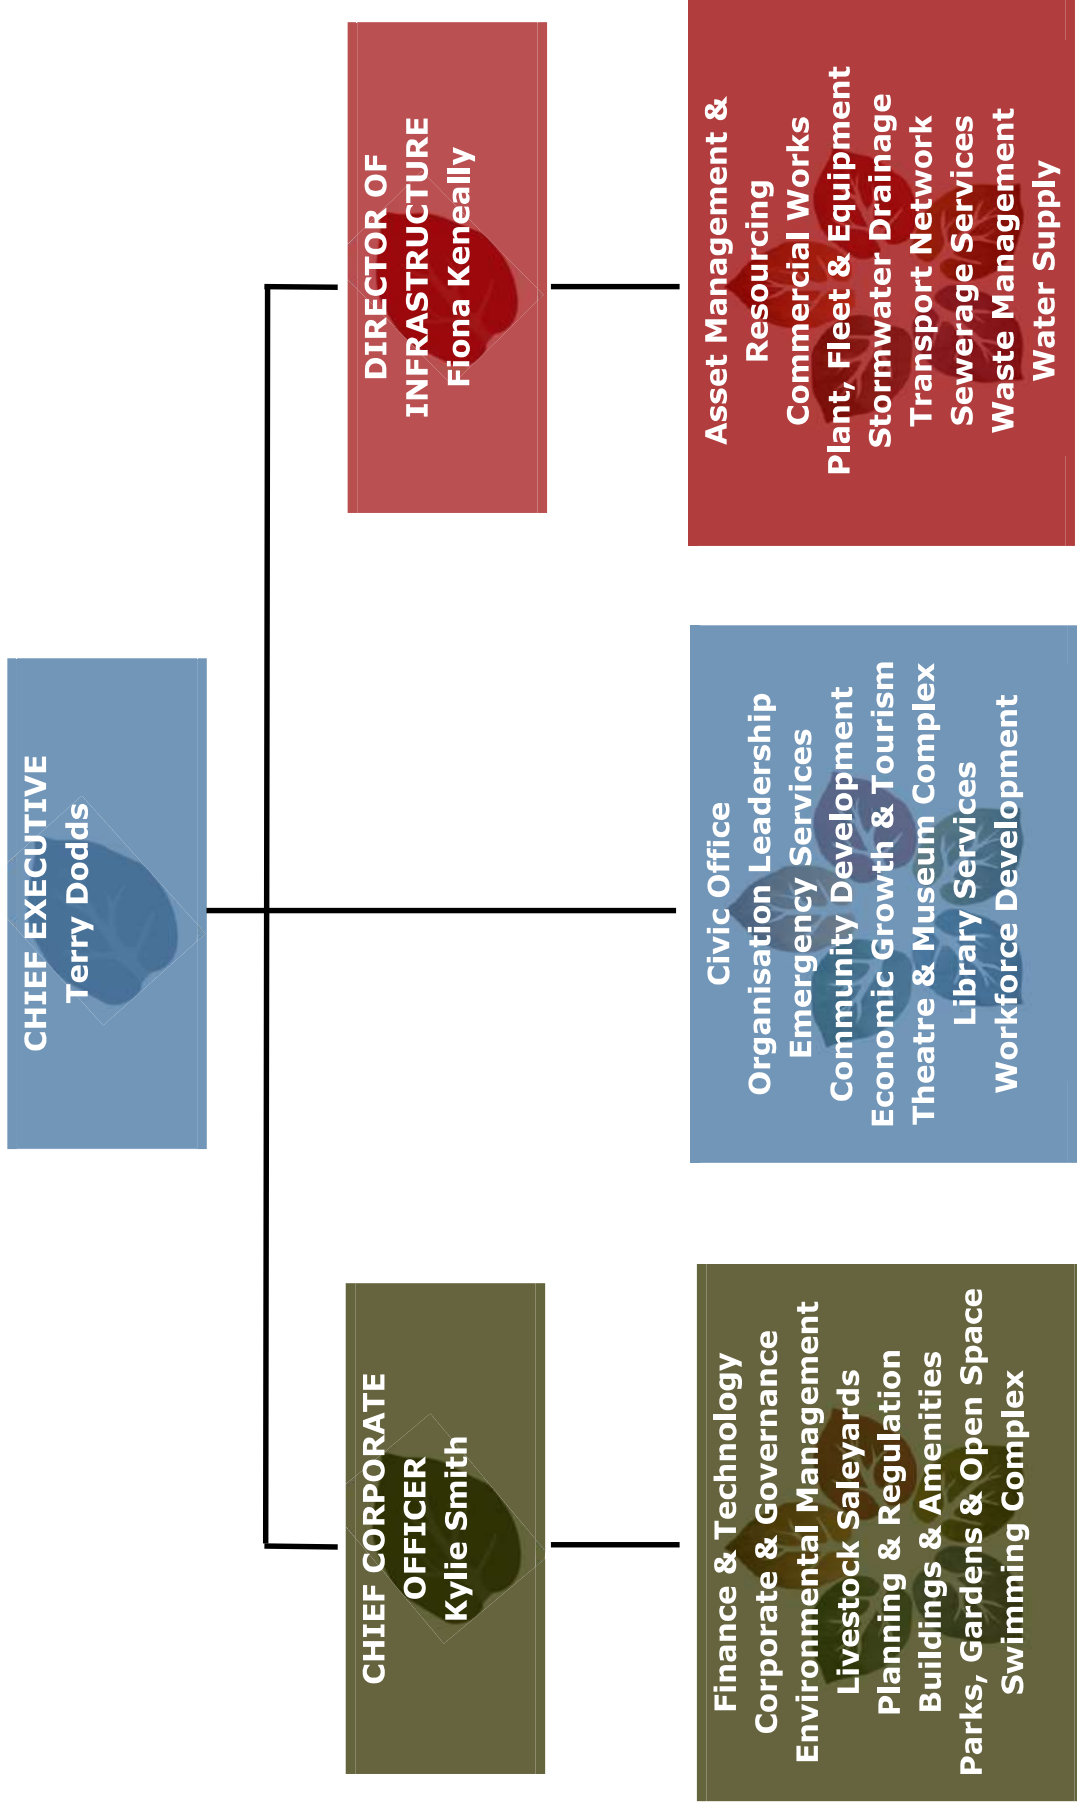 CHIEF EXECUTIVE
Terry Dodds
CHIEF CORPORATE
OFFICER
Kylie Smith
DIRECTOR OF
INFRASTRUCTURE
Fiona Keneally
Finance & Technology
Corporate & Governance
Environmental Management
Livestock Saleyards
Planning & Regulation
Buildings & Amenities
Parks, Gardens & Open Space
Swimming Complex
Civic Office
Organisation Leadership
Emergency Services
Community Development
Economic Growth & Tourism
Theatre & Museum Complex
Library Services
Workforce Development
Asset Management &
Resourcing
Commercial Works
Plant, Fleet & Equipment
Stormwater Drainage
Transport Network
Sewerage Services
Waste Management
Water Supply